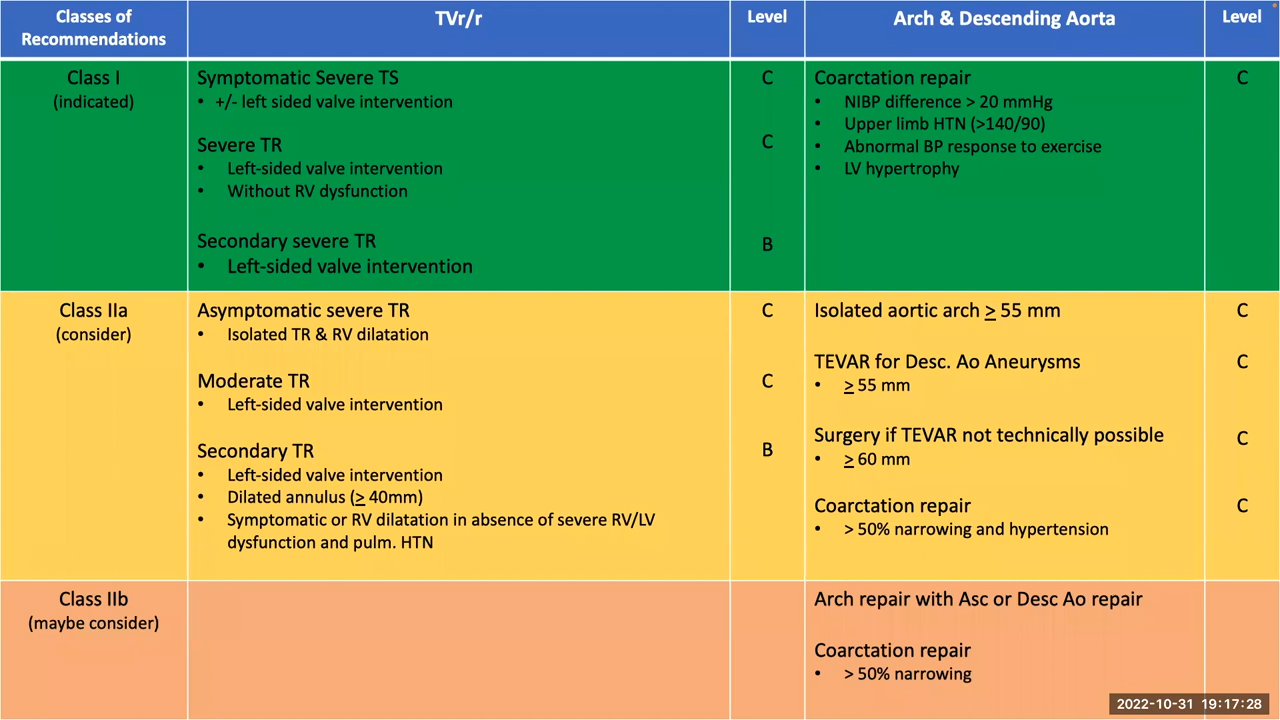 Classes of
Recommendations
TVr/r
Level
Arch & Descending Aorta
Level
Class I
(indicated)
Symptomatic Severe TS
• +/- left sided valve intervention
C
Severe TR
• Left-sided valve intervention
• Without RV dysfunction
C
Secondary severe TR
• Left-sided valve intervention
B
Coarctation repair
• NIBP difference > 20 mmHg
• Upper limb HTN (>140/90)
• Abnormal BP response to exercise
• LV hypertrophy
C
Class IIa
(consider)
Asymptomatic severe TR
• Isolated TR & RV dilatation
C
Moderate TR
• Left-sided valve intervention
C
Secondary TR
• Left-sided valve intervention
• Dilated annulus (≥ 40mm)
• Symptomatic or RV dilatation in absence of severe RV/LV
dysfunction and pulm. HTN
B
Isolated aortic arch ≥ 55 mm
C
TEVAR for Desc. Ao Aneurysms
• ≥ 55 mm
C
Surgery if TEVAR not technically possible
• ≥ 60 mm
C
Coarctation repair
• > 50% narrowing and hypertension
C
Class IIb
(maybe consider)
Arch repair with Asc or Desc Ao repair
Coarctation repair
• > 50% narrowing
2022-10-31 19:17:28